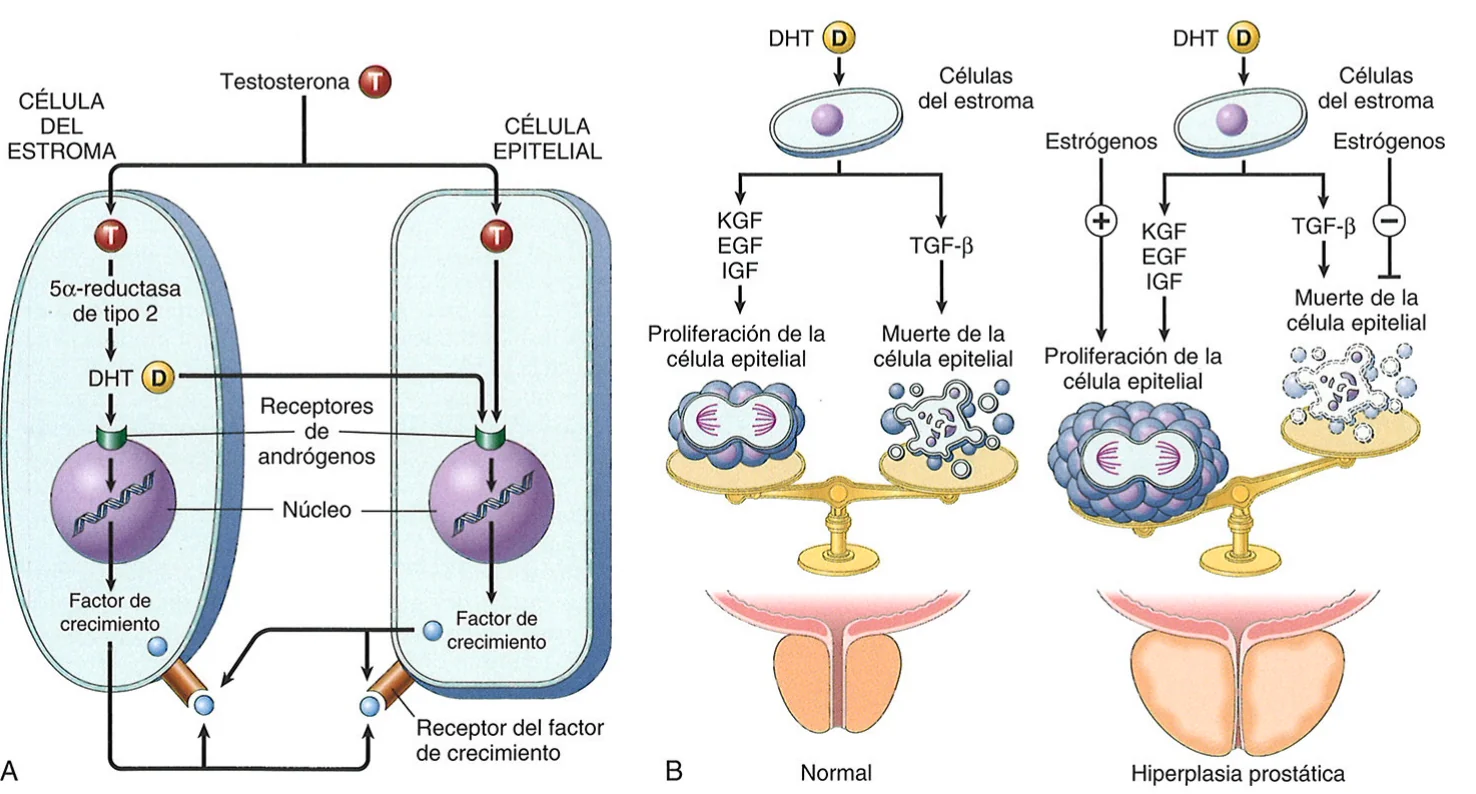 Testosterona T
CÉLULA
DEL
ESTROMA
CÉLULA
EPITELIAL
T
T
5α-reductasa
de tipo 2
DHT D
Receptores
de
andrógenos
Núcleo
Factor de
crecimiento
Factor de
crecimiento
Receptor del factor
de crecimiento
A
DHT D
Células
del estroma
KGF
EGF
IGF
TGF-β
Proliferación de la
célula epitelial
Muerte de la
célula epitelial
B
Normal
DHT D
Células
del estroma
Estrógenos
Estrógenos
+
KGF
EGF
IGF
TGF-β
−
Muerte de la
célula epitelial
Proliferación de la
célula epitelial
Hiperplasia prostática